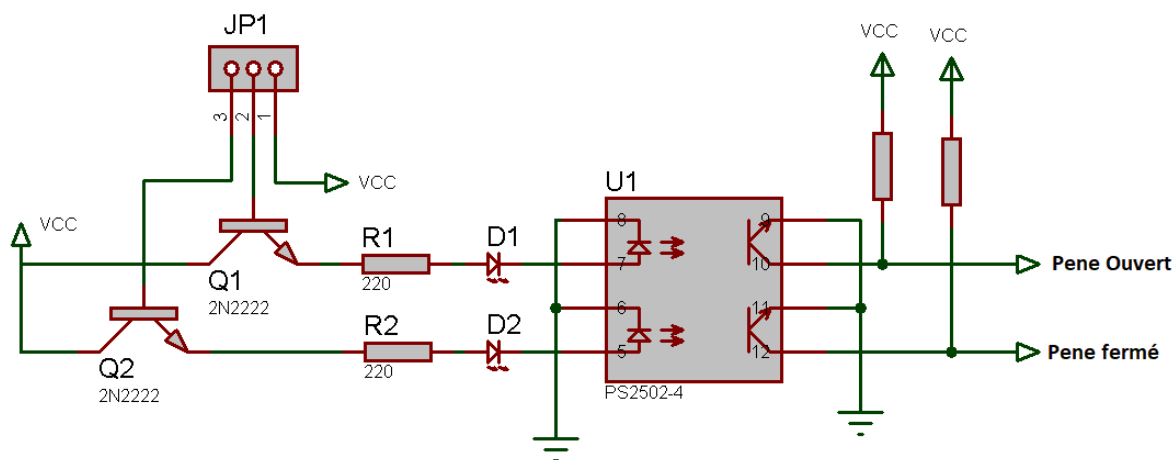 JP1
VCC
VCC
3
2
1
VCC
VCC
U1
Q1
2N2222
R1
220
D1
8
7
9
10
Pene Ouvert
Q2
2N2222
R2
220
D2
6
5
11
12
Pene fermé
PS2502-4